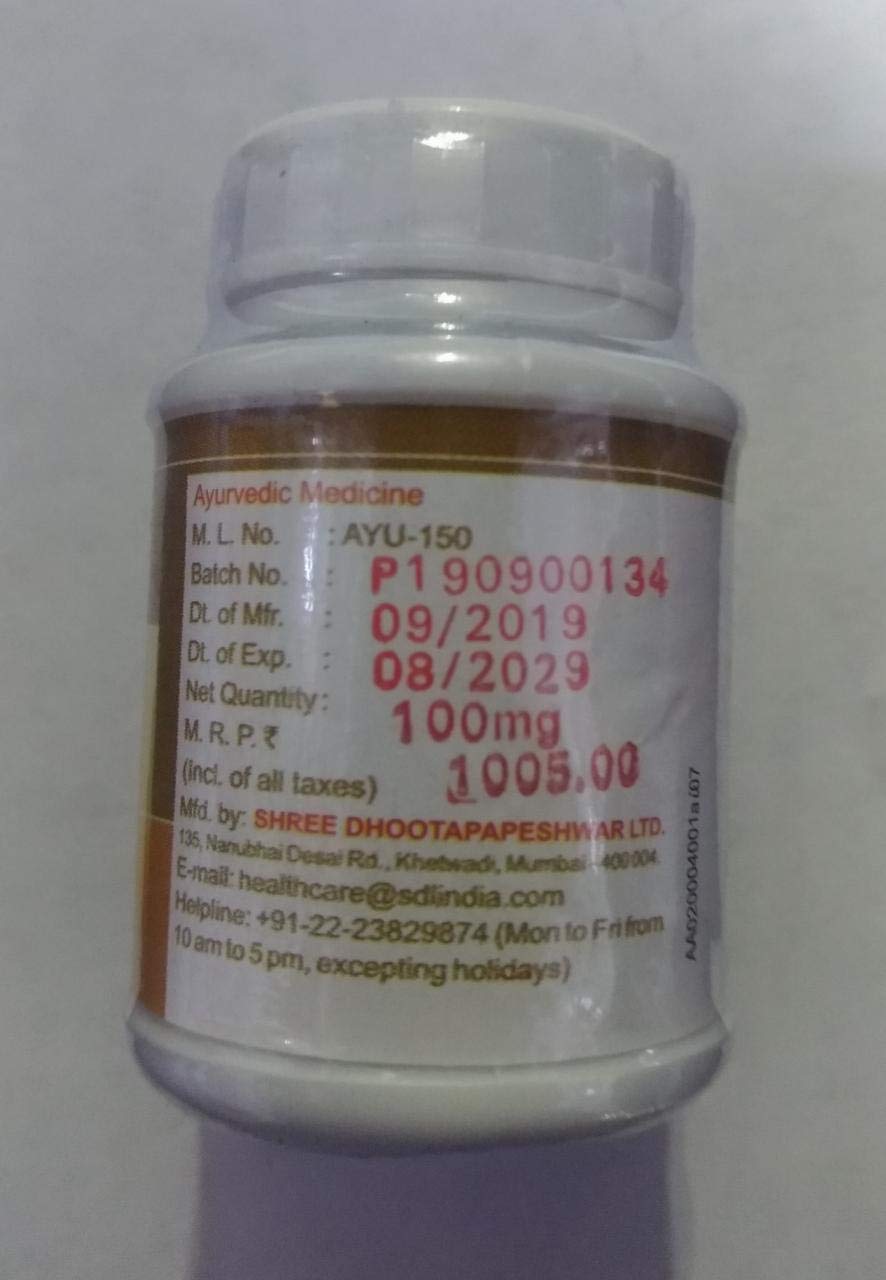 Ayurvedic Medicine
M. L. No. : AYU-150
Batch No. : P190900134
Dt. of Mfr. : 09/2019
Dt. of Exp. : 08/2029
Net Quantity : 100mg
M. R. P. ₹
(incl. of all taxes) 1005.00
Mfd. by: SHREE DHOOTAPAPESHWAR LTD.
135, Nanubhai Desai Rd., Khetwadi, Mumbai - 400 004.
E-mail: healthcare@sdlindia.com
Helpline: +91-22-23829874 (Mon to Fri from
10 am to 5 pm, excepting holidays)